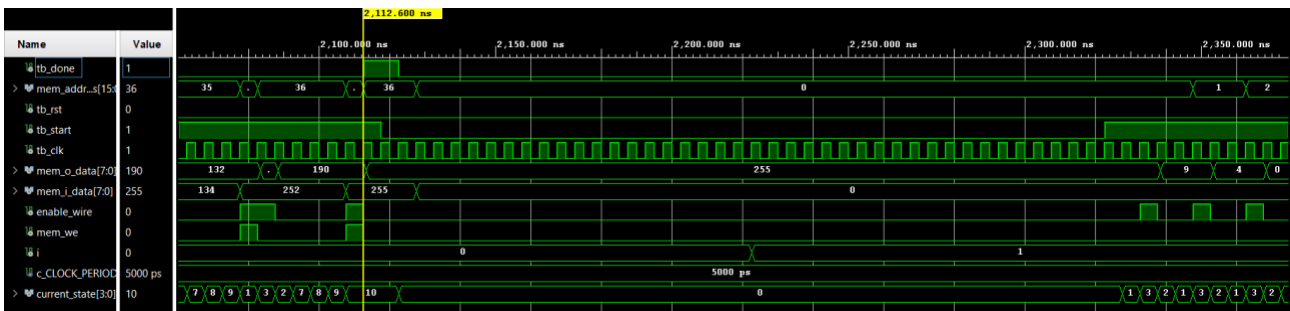 2,112.600 ns
Name Value 2,100.000 ns 2,150.000 ns 2,200.000 ns 2,250.000 ns 2,300.000 ns 2,350.000 ns
tb_done 1
> mem_addr...s[15:0 36 35 . 36 . 36 0 1 2
tb_rst 0
tb_start 1
tb_clk 1
> mem_o_data[7:0] 190 132 . 190 255 9 4 0
> mem_i_data[7:0] 255 134 252 255 0
enable_wire 0
mem_we 0
i 0 0 1
c_CLOCK_PERIOD 5000 ps 5000 ps
> current_state[3:0] 10 7 8 9 1 3 2 7 8 9 10 0 1 3 2 1 3 2 1 3 2